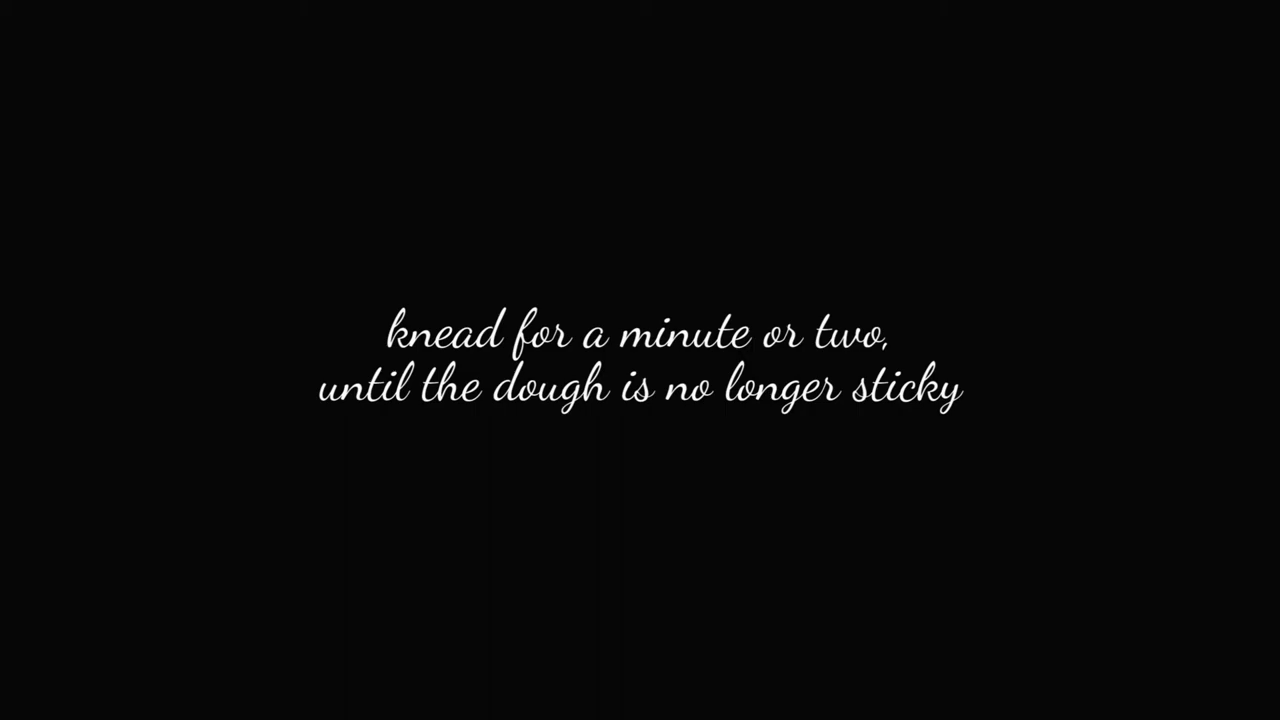 knead for a minute or two,
until the dough is no longer sticky